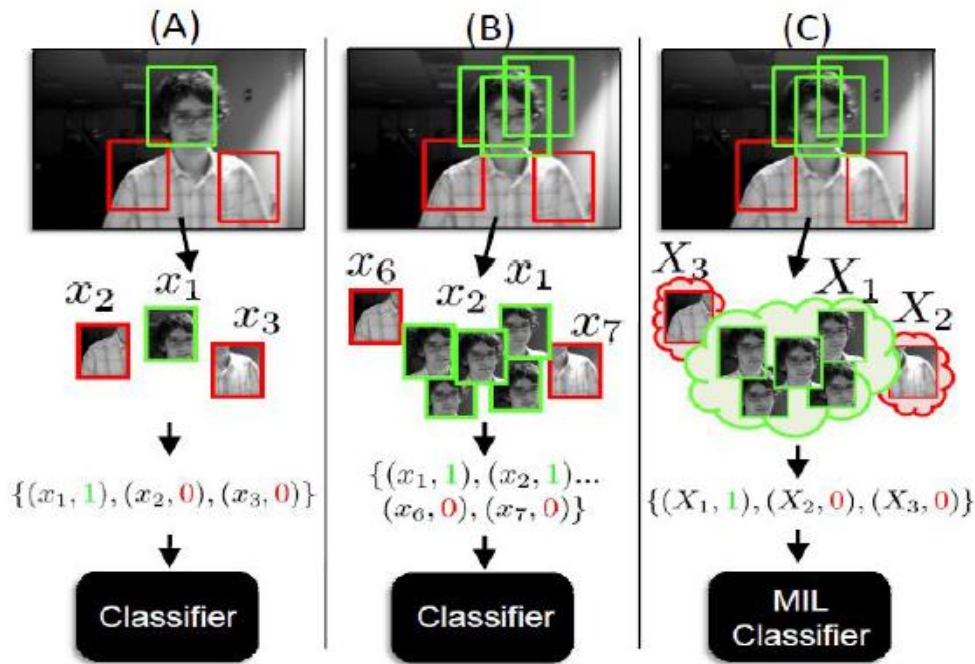 (A)
x₂ x₁ x₃
{(x₁, 1), (x₂, 0), (x₃, 0)}
Classifier
(B)
x₆ x₂ x₁ x₇
{(x₁, 1), (x₂, 1)...
(x₆, 0), (x₇, 0)}
Classifier
(C)
X₃ X₁ X₂
{(X₁, 1), (X₂, 0), (X₃, 0)}
MIL
Classifier